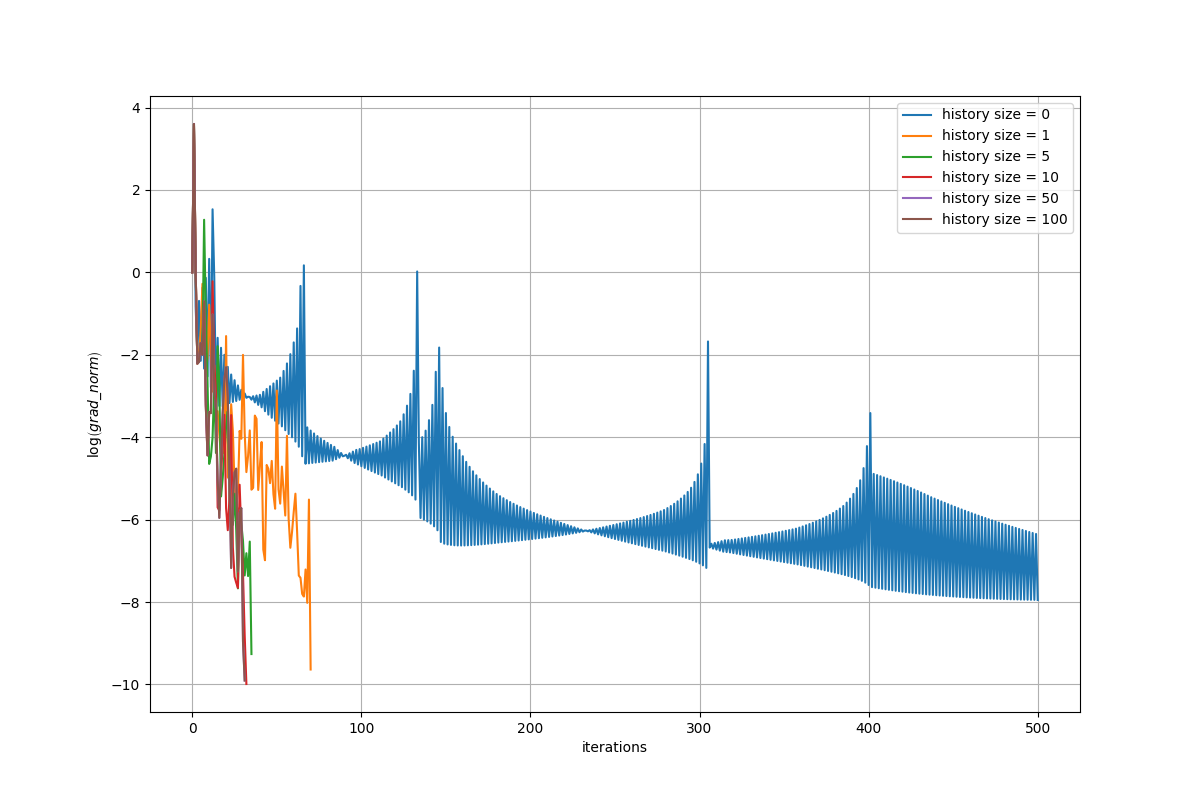 4
2
0
−2
−4
−6
−8
−10
log(grad_norm)
0
100
200
300
400
500
iterations
history size = 0
history size = 1
history size = 5
history size = 10
history size = 50
history size = 100